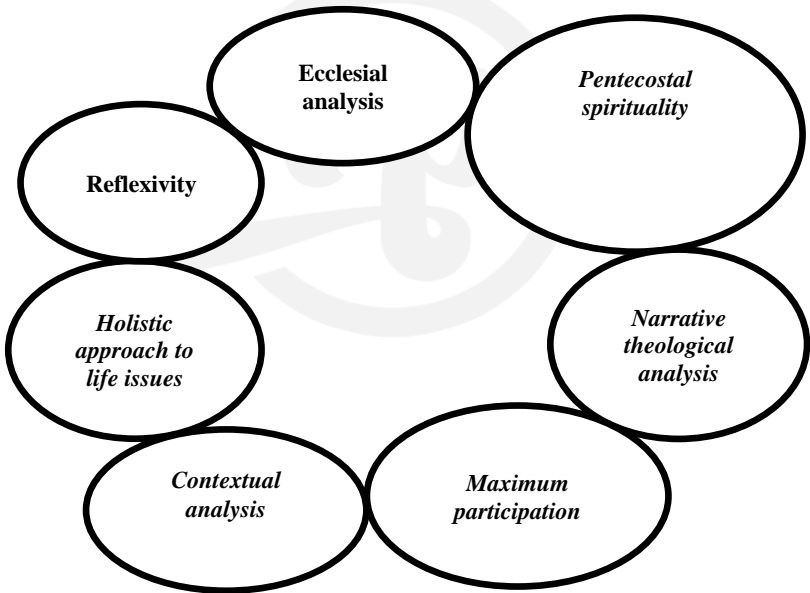 Ecclesial
analysis
Pentecostal
spirituality
Reflexivity
Narrative
theological
analysis
Holistic
approach to
life issues
Maximum
participation
Contextual
analysis